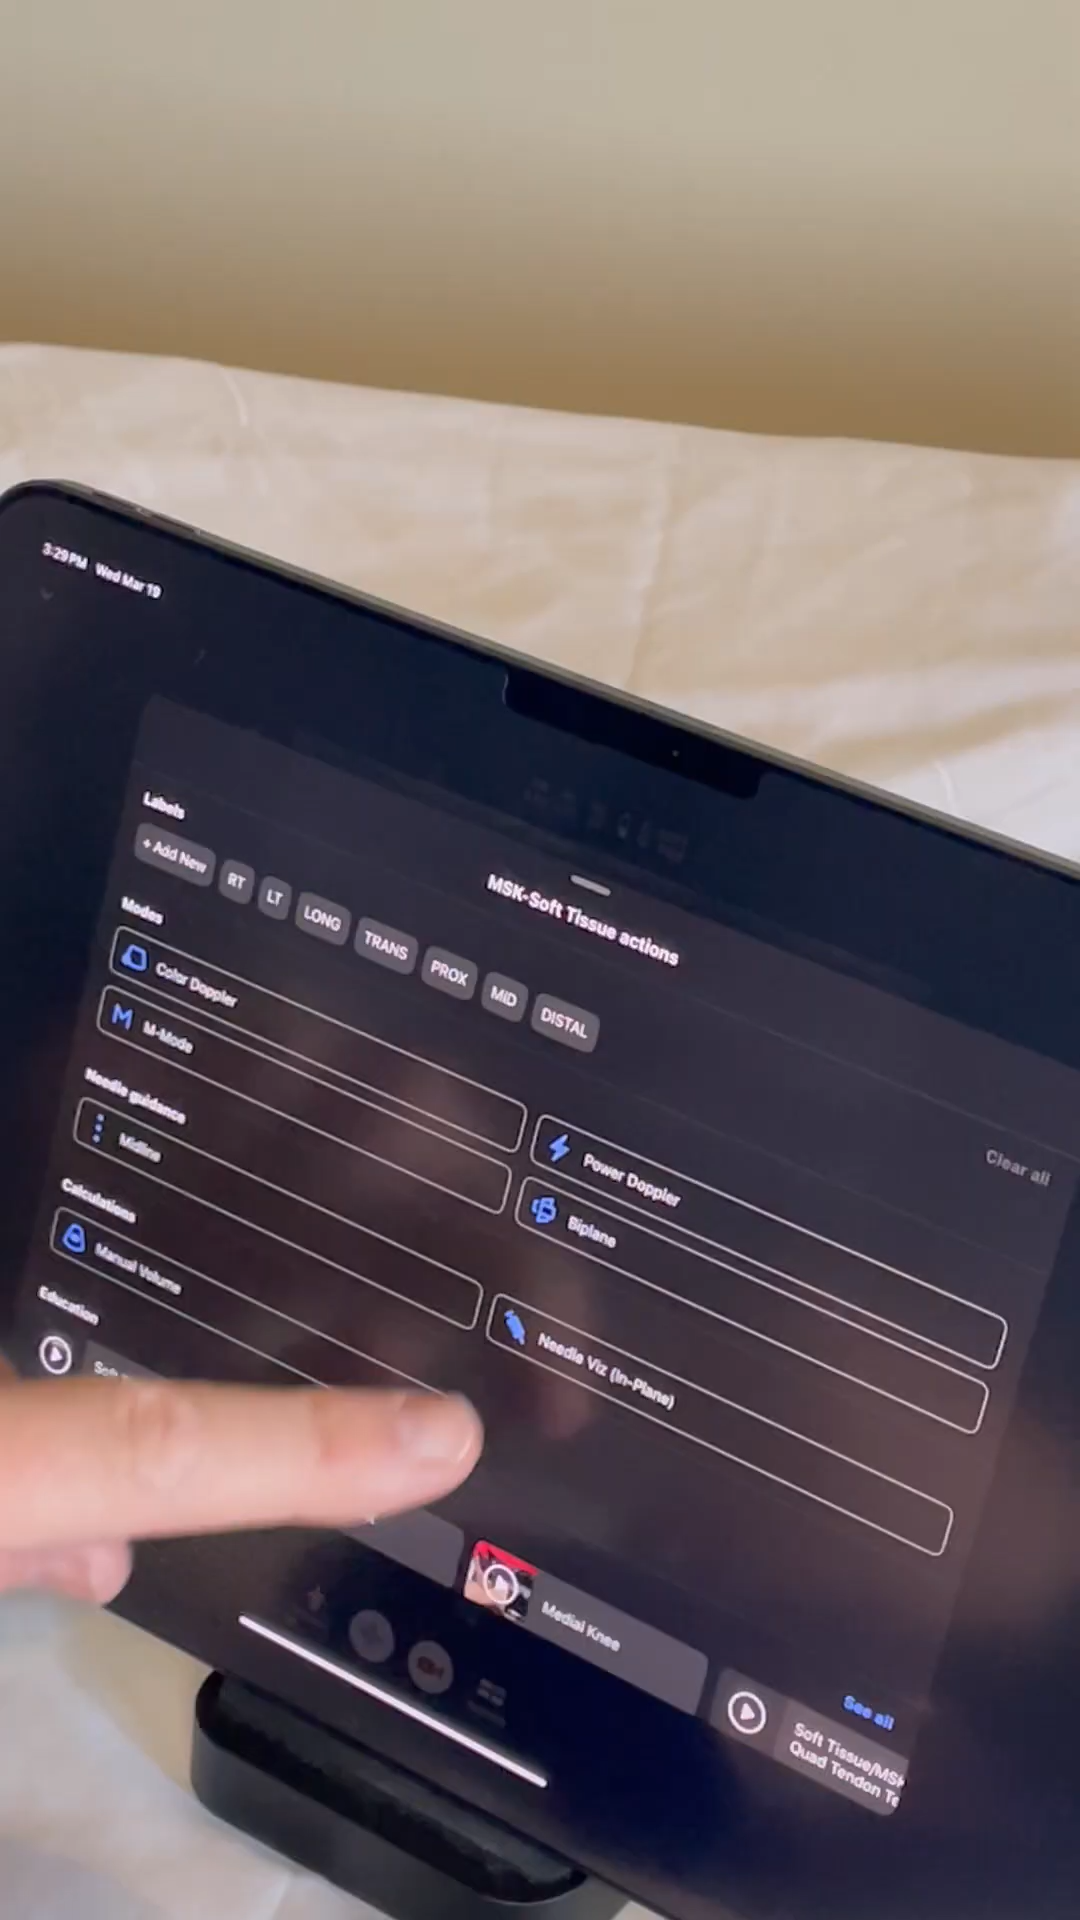 3:29 PM Wed Mar 19
MSK-Soft Tissue actions
Labels
Clear all
+ Add New RT LT LONG TRANS PROX MID DISTAL
Modes
Color Doppler
Power Doppler
M-Mode
Biplane
Needle guidance
Midline
Needle Viz (In-Plane)
Calculations
Manual Volume
Education
See all
Medial Knee
Soft Tissue/MSK
Quad Tendon